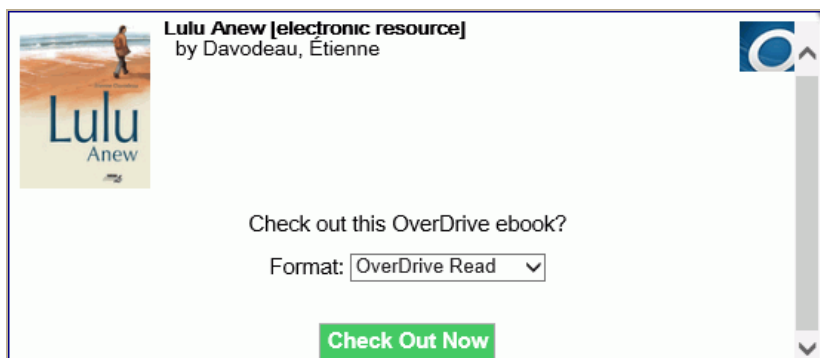 Lulu Anew [electronic resource]
by Davodeau, Étienne
Lulu
Anew
Check out this OverDrive ebook?
Format: OverDrive Read
Check Out Now